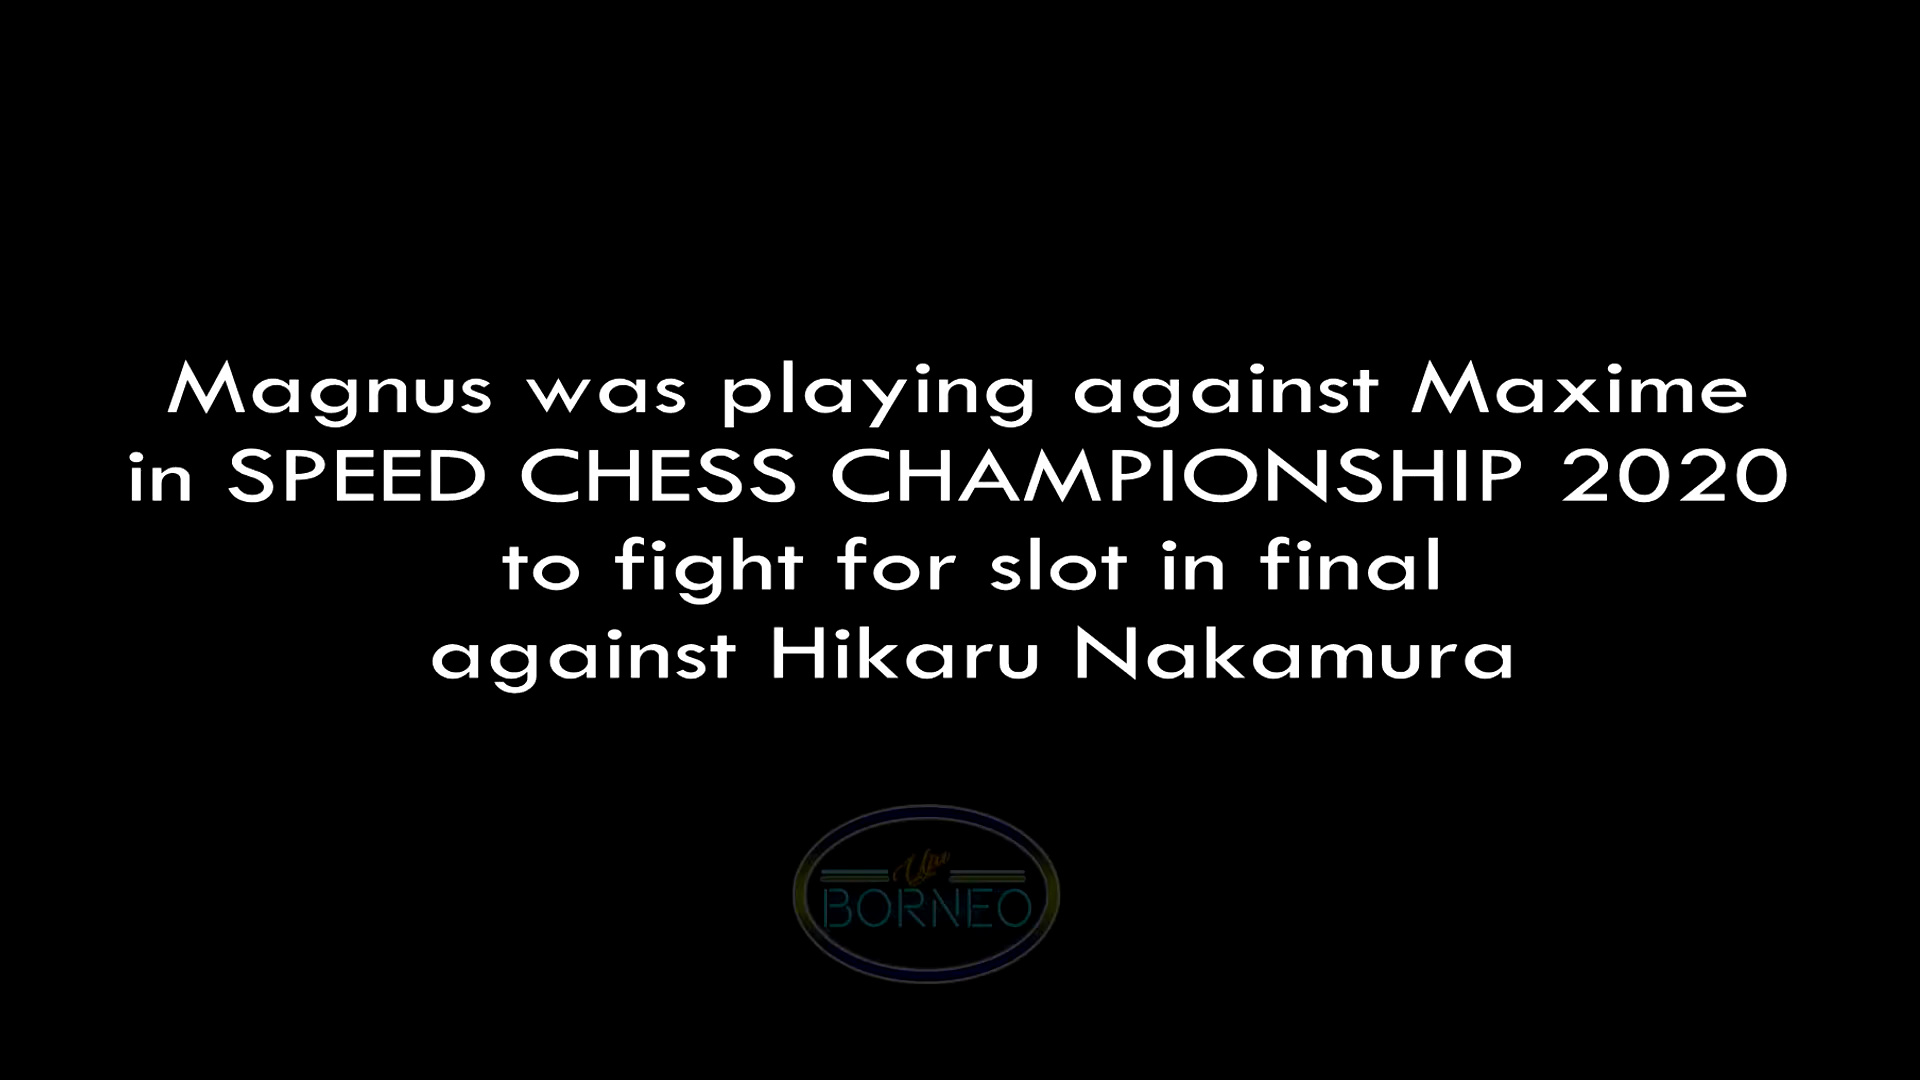 Magnus was playing against Maxime
in SPEED CHESS CHAMPIONSHIP 2020
to fight for slot in final
against Hikaru Nakamura
BORNEO